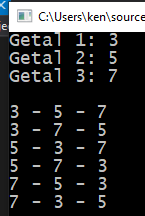 C:\Users\ken\source
Getal 1: 3
Getal 2: 5
Getal 3: 7
3 - 5 - 7
3 - 7 - 5
5 - 3 - 7
5 - 7 - 3
7 - 5 - 3
7 - 3 - 5